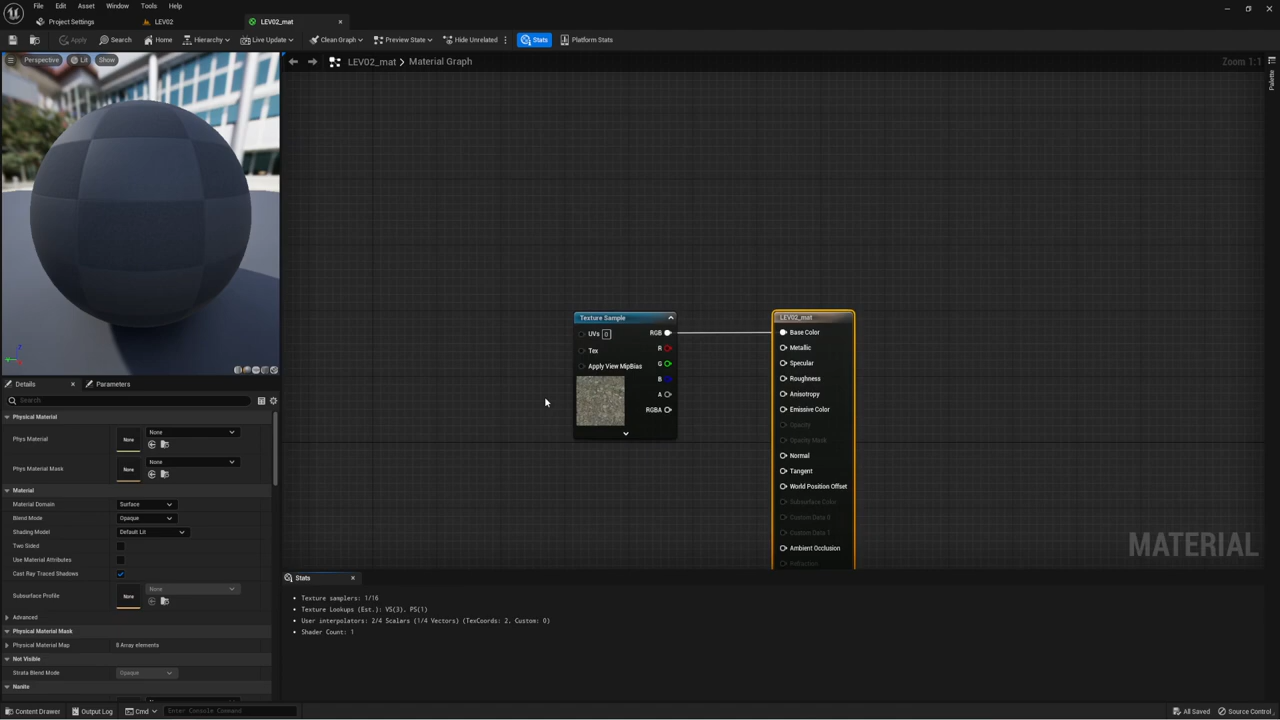 File Edit Asset Window Tools Help
Project Settings LEV02 LEV02_mat
Apply Search Home Hierarchy Live Update Clean Graph Preview State Hide Unrelated Stats Platform Stats
Perspective Lit Show
LEV02_mat > Material Graph Zoom 1:1
Palette
Texture Sample
UVs 0 RGB
R
Tex
G
Apply View MipBias
B
A
RGBA
LEV02_mat
Base Color
Metallic
Specular
Roughness
Anisotropy
Emissive Color
Opacity
Opacity Mask
Normal
Tangent
World Position Offset
Subsurface Color
Custom Data 0
Custom Data 1
Ambient Occlusion
Refraction
MATERIAL
Details Parameters
Search
Physical Material
Phys Material None None
Phys Material Mask None None
Material
Material Domain Surface
Blend Mode Opaque
Shading Model Default Lit
Two Sided
Use Material Attributes
Cast Ray Traced Shadows
Subsurface Profile None None
Advanced
Physical Material Mask
Physical Material Map 8 Array elements
Not Visible
Strata Blend Mode Opaque
Nanite
Stats
Texture samplers: 1/16
Texture Lookups (Est.): VS(3), PS(1)
User interpolators: 2/4 Scalars (1/4 Vectors) (TexCoords: 2, Custom: 0)
Shader Count: 1
Content Drawer Output Log Cmd Enter Console Command All Saved Source Control